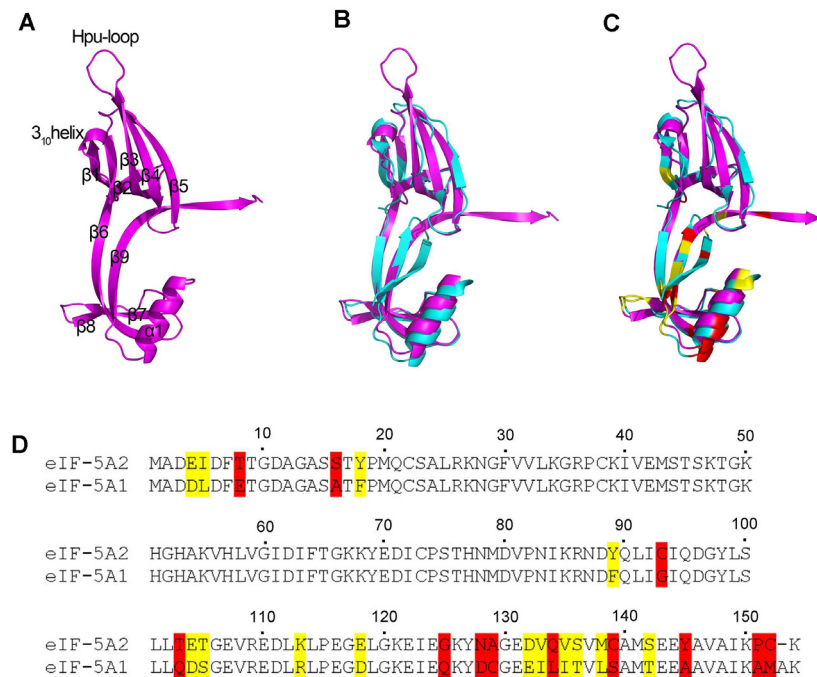 A
B
C
Hpu-loop
3₁₀helix
β1
β2
β3
β4
β5
β6
β9
β7
β8
α1
D
10 20 30 40 50
eIF-5A2 MADEIDFTTGDAGASSTYPMQCSALRKNGFVVLKGRPCKIVEMSTSKTGK
eIF-5A1 MADDLDFETGDAGASATFPMQCSALRKNGFVVLKGRPCKIVEMSTSKTGK
60 70 80 90 100
eIF-5A2 HGHAKVHLVGIDIFTGKKYEDICPSTHNMDVPNIKRNDYQLICIQDGYLS
eIF-5A1 HGHAKVHLVGIDIFTGKKYEDICPSTHNMDVPNIKRNDFQLIGIQDGYLS
110 120 130 140 150
eIF-5A2 LLTETGEVREDLKLPEGELGKEIEGKYNAGEDVQVSVMCAMSEEYAVAIKPC-K
eIF-5A1 LLQDSGEVREDLRLPEGDLGKEIEQKYDCGEEILITVLSAMTEEAAVAIKAMAK